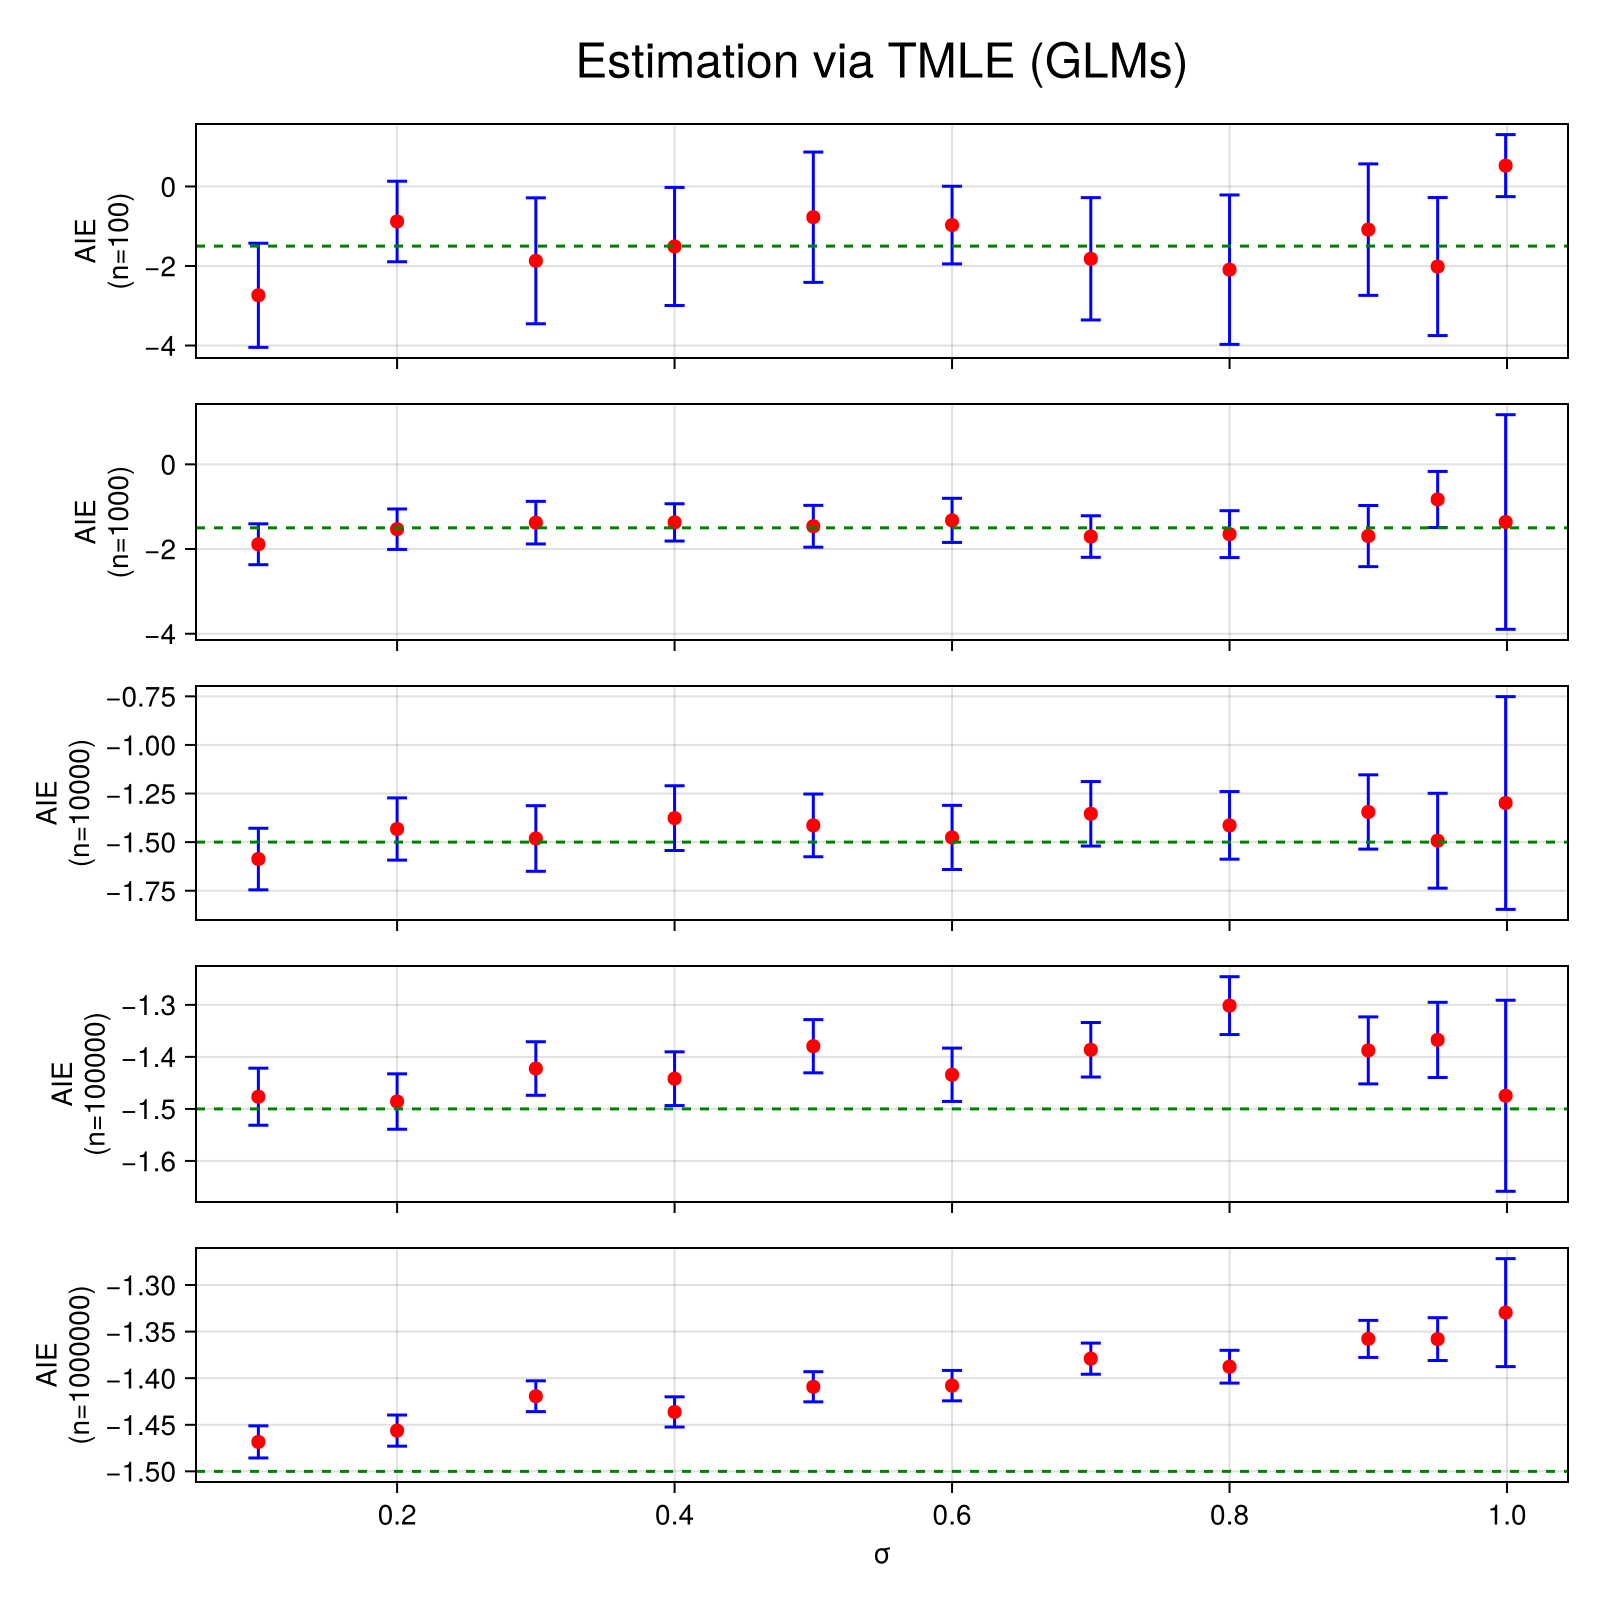 Estimation via TMLE (GLMs)
AIE
(n=100)
0
−2
−4
AIE
(n=1000)
0
−2
−4
AIE
(n=10000)
−0.75
−1.00
−1.25
−1.50
−1.75
AIE
(n=100000)
−1.3
−1.4
−1.5
−1.6
AIE
(n=1000000)
−1.30
−1.35
−1.40
−1.45
−1.50
0.2 0.4 0.6 0.8 1.0
σ